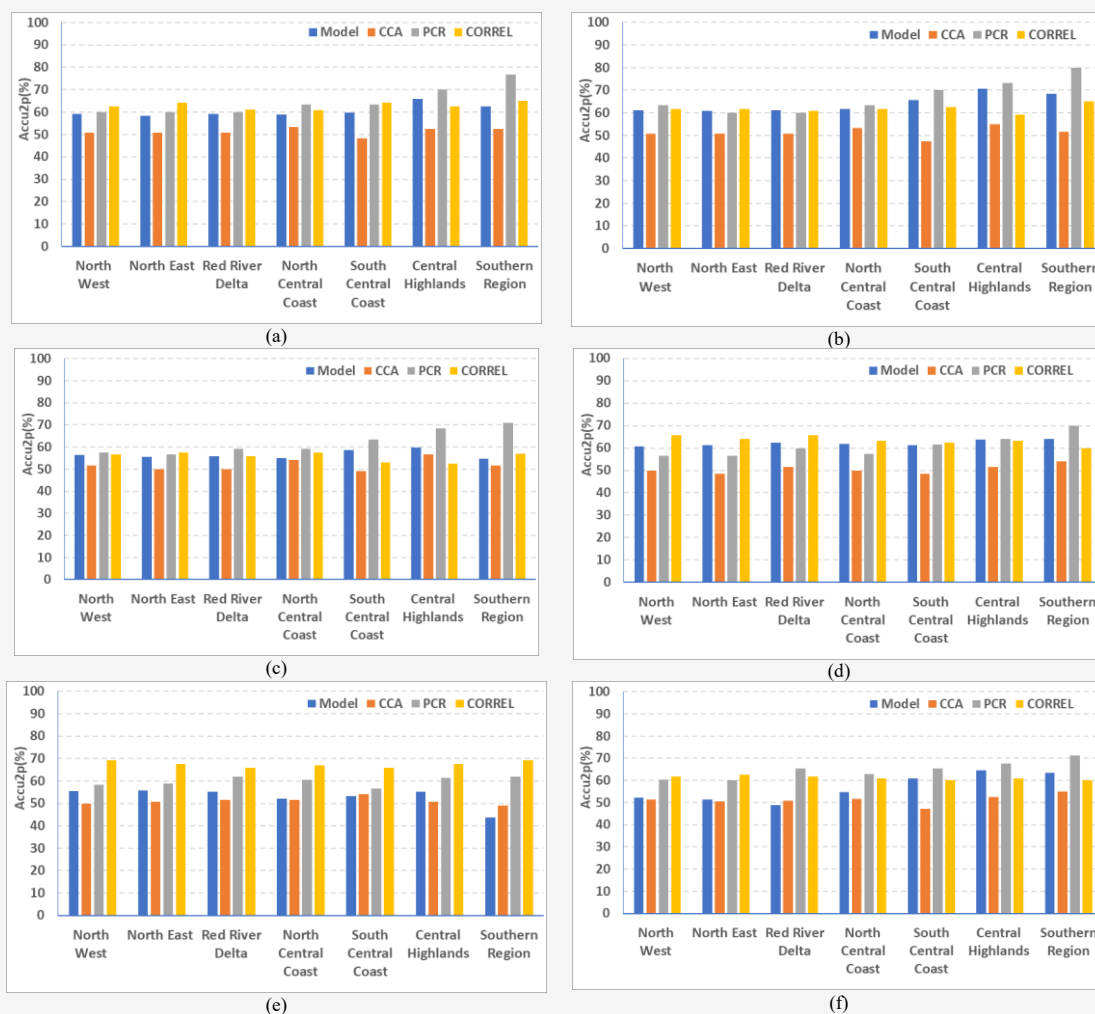 100
90
80
70
60
50
40
30
20
10
0
Accu2p(%)
Model CCA PCR CORREL
North West
North East
Red River Delta
North Central Coast
South Central Coast
Central Highlands
Southern Region
(a)
100
90
80
70
60
50
40
30
20
10
0
Accu2p(%)
Model CCA PCR CORREL
North West
North East
Red River Delta
North Central Coast
South Central Coast
Central Highlands
Southern Region
(b)
100
90
80
70
60
50
40
30
20
10
0
Accu2p(%)
Model CCA PCR CORREL
North West
North East
Red River Delta
North Central Coast
South Central Coast
Central Highlands
Southern Region
(c)
100
90
80
70
60
50
40
30
20
10
0
Accu2p(%)
Model CCA PCR CORREL
North West
North East
Red River Delta
North Central Coast
South Central Coast
Central Highlands
Southern Region
(d)
100
90
80
70
60
50
40
30
20
10
0
Accu2p(%)
Model CCA PCR CORREL
North West
North East
Red River Delta
North Central Coast
South Central Coast
Central Highlands
Southern Region
(e)
100
90
80
70
60
50
40
30
20
10
0
Accu2p(%)
Model CCA PCR CORREL
North West
North East
Red River Delta
North Central Coast
South Central Coast
Central Highlands
Southern Region
(f)